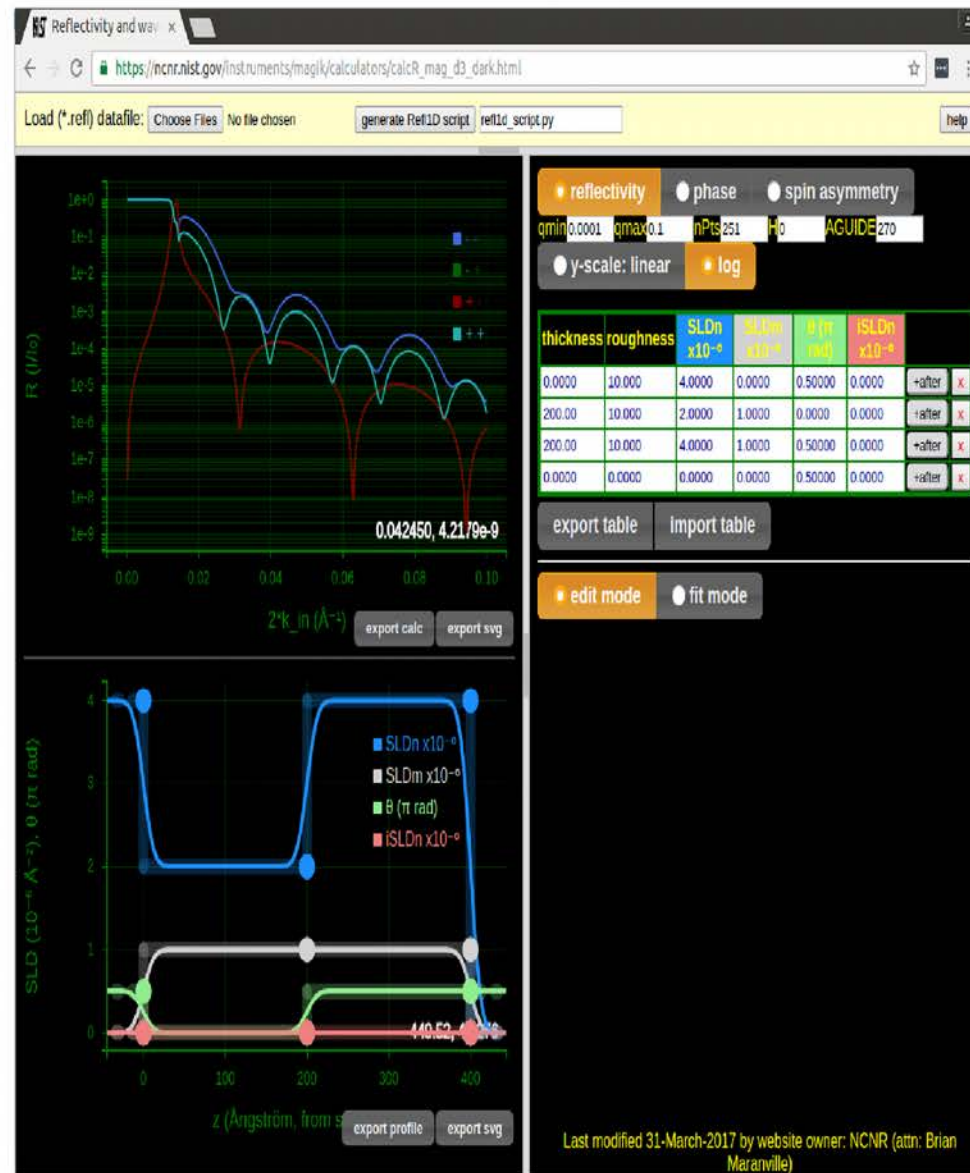 Reflectivity and wav ×
https://ncnr.nist.gov/instruments/magik/calculators/calcR_mag_d3_dark.html
Load (*.refl) datafile: Choose Files No file chosen generate Refl1D script refl1d_script.py help
reflectivity phase spin asymmetry
qmin 0.0001 qmax 0.1 nPts 251 H 0 AGUIDE 270
y-scale: linear log
thickness roughness SLDn x10⁻⁶ SLDm x10⁻⁶ θ (π rad) iSLDn x10⁻⁶
0.0000 10.000 4.0000 0.0000 0.50000 0.0000 +after x
200.00 10.000 2.0000 1.0000 0.0000 0.0000 +after x
200.00 10.000 4.0000 1.0000 0.50000 0.0000 +after x
0.0000 0.0000 0.0000 0.0000 0.50000 0.0000 +after x
export table import table
edit mode fit mode
1e+0
1e-1
1e-2
1e-3
1e-4
1e-5
1e-6
1e-7
1e-8
1e-9
R (I/Io)
- -
- +
+ -
+ +
0.042450, 4.2179e-9
0.00 0.02 0.04 0.06 0.08 0.10
2*k_in (Å⁻¹)
export calc export svg
4
3
2
1
0
SLD (10⁻⁶ Å⁻²), θ (π rad)
SLDn x10⁻⁶
SLDm x10⁻⁶
θ (π rad)
iSLDn x10⁻⁶
449.52,
0 100 200 300 400
z (Ångström, from s
export profile export svg
Last modified 31-March-2017 by website owner: NCNR (attn: Brian
Maranville)